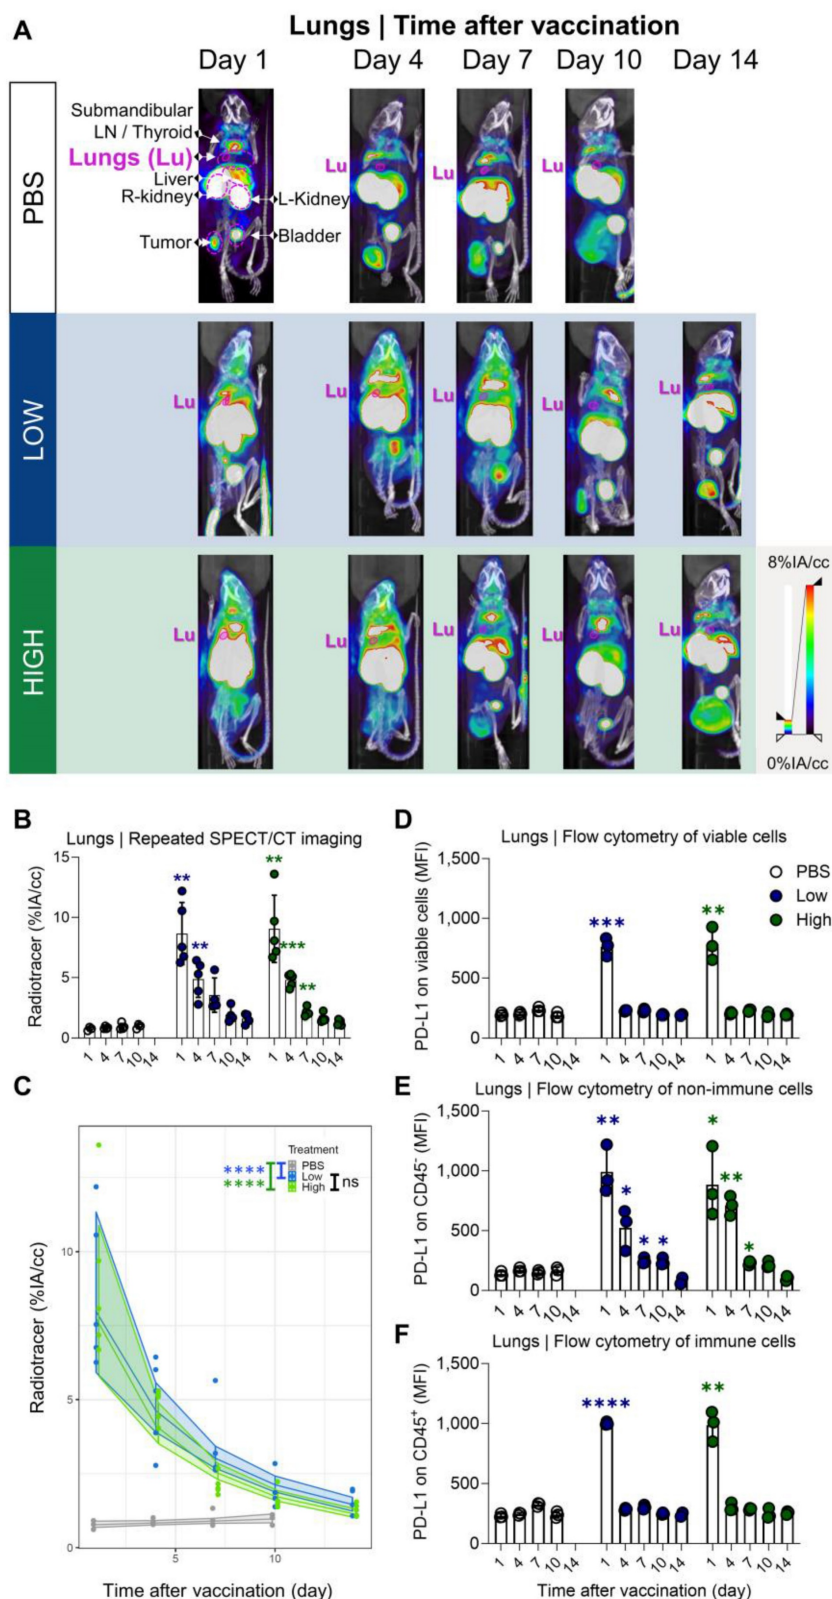 A
Lungs | Time after vaccination
Day 1 Day 4 Day 7 Day 10 Day 14
PBS
Submandibular
LN / Thyroid
Lungs (Lu)
Liver
R-kidney
L-Kidney
Tumor
Bladder
Lu Lu Lu
LOW
Lu Lu Lu Lu Lu
HIGH
Lu Lu Lu Lu Lu
8%IA/cc
0%IA/cc
B
Lungs | Repeated SPECT/CT imaging
Radiotracer (%IA/cc)
15
10
5
0
** ** ** *** **
1 4 7 10 14 1 4 7 10 14 1 4 7 10 14
C
Treatment
PBS
Low
High
****
****
ns
Radiotracer (%IA/cc)
10
5
0
5 10
Time after vaccination (day)
D
Lungs | Flow cytometry of viable cells
PD-L1 on viable cells (MFI)
1,500
1,000
500
0
PBS
Low
High
*** **
1 4 7 10 14 1 4 7 10 14 1 4 7 10 14
E
Lungs | Flow cytometry of non-immune cells
PD-L1 on CD45⁻ (MFI)
1,500
1,000
500
0
** * * * * ** *
1 4 7 10 14 1 4 7 10 14 1 4 7 10 14
F
Lungs | Flow cytometry of immune cells
PD-L1 on CD45⁺ (MFI)
1,500
1,000
500
0
**** **
1 4 7 10 14 1 4 7 10 14 1 4 7 10 14
Time after vaccination (day)